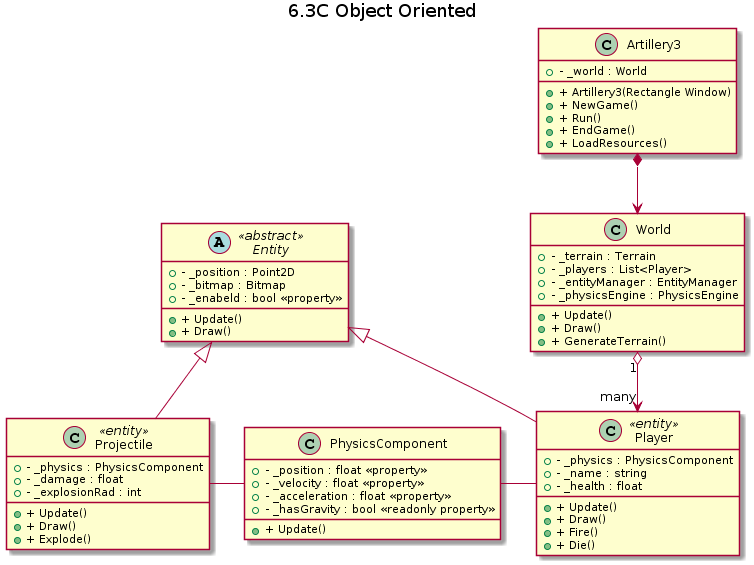 6.3C Object Oriented
C Artillery3
- _world : World
+ Artillery3(Rectangle Window)
+ NewGame()
+ Run()
+ EndGame()
+ LoadResources()
C World
- _terrain : Terrain
- _players : List<Player>
- _entityManager : EntityManager
- _physicsEngine : PhysicsEngine
+ Update()
+ Draw()
+ GenerateTerrain()
A «abstract»
Entity
- _position : Point2D
- _bitmap : Bitmap
- _enabeld : bool «property»
+ Update()
+ Draw()
1
many
C «entity»
Projectile
- _physics : PhysicsComponent
- _damage : float
- _explosionRad : int
+ Update()
+ Draw()
+ Explode()
C PhysicsComponent
- _position : float «property»
- _velocity : float «property»
- _acceleration : float «property»
- _hasGravity : bool «readonly property»
+ Update()
C «entity»
Player
- _physics : PhysicsComponent
- _name : string
- _health : float
+ Update()
+ Draw()
+ Fire()
+ Die()